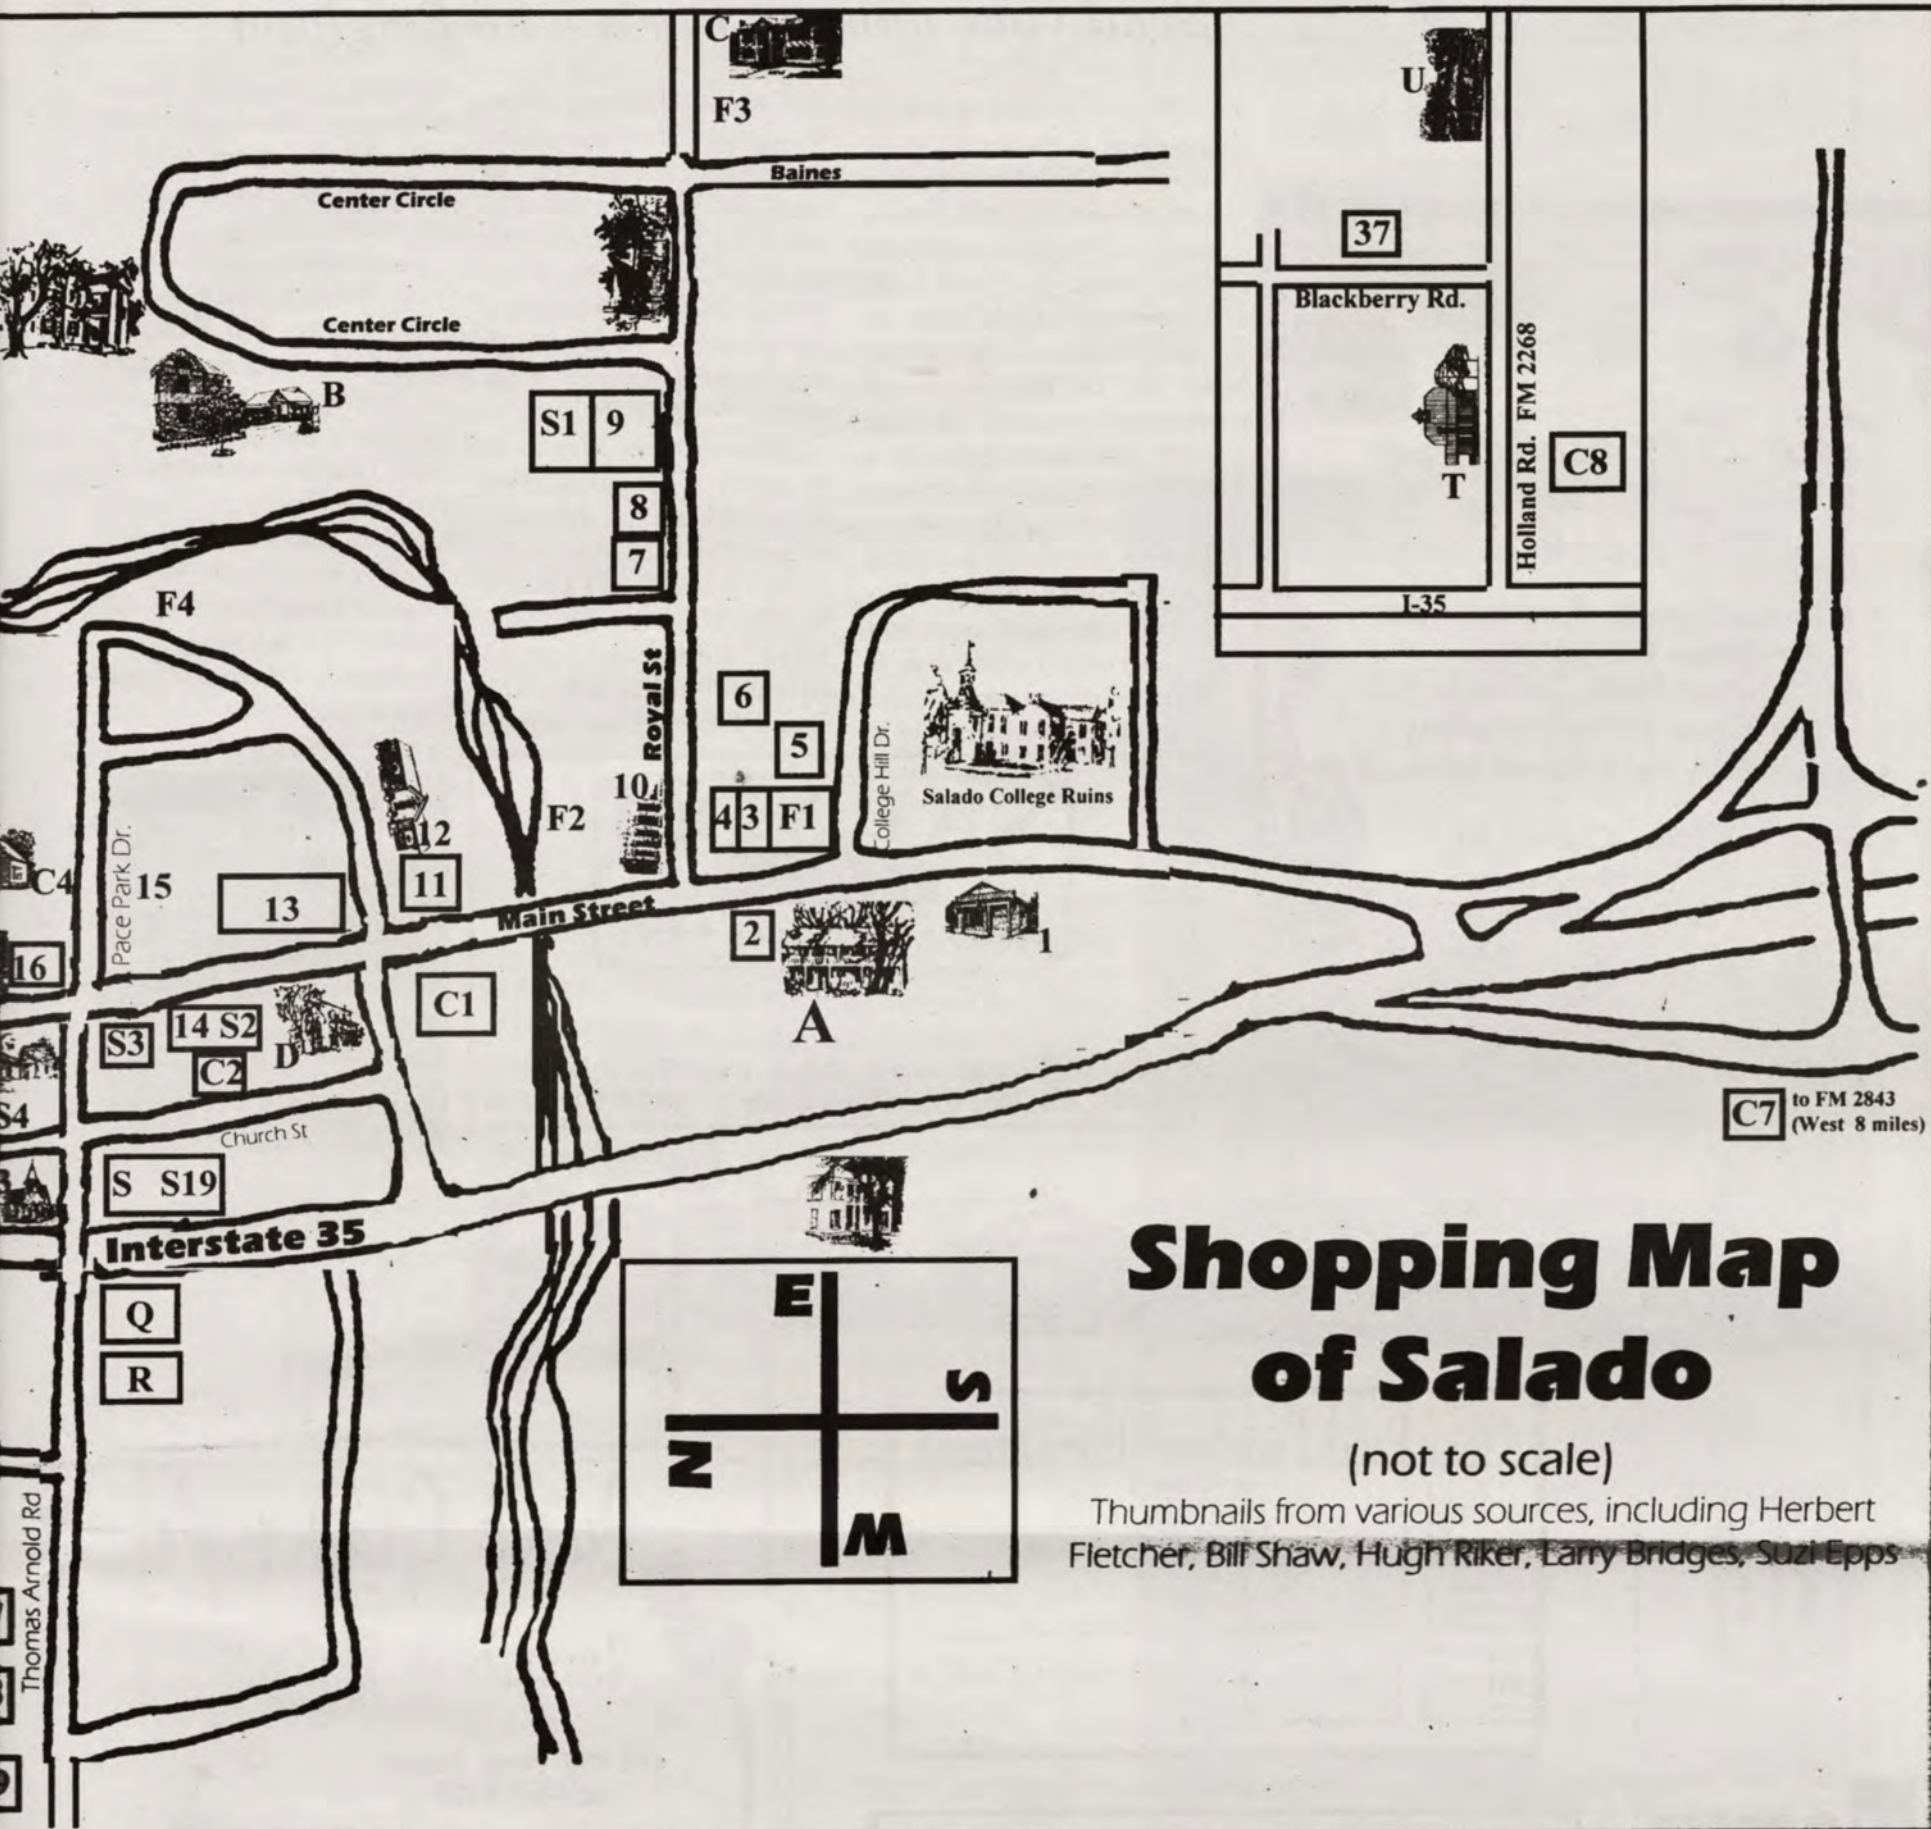 C
F3
U
Baines
Center Circle
37
Center Circle
Blackberry Rd.
B
S1 9
Holland Rd. FM 2268
C8
T
8
7
F4
I-35
Royal St
6
5
College Hill Dr.
Salado College Ruins
10
4 3 F1
F2
12
11
C4
Pace Park Dr.
15
13
Main Street
2
1
16
A
C1
S3
14 S2
C2
D
S4
Church St
S S19
C7
to FM 2843
(West 8 miles)
Interstate 35
Q
R
E
S
N
W
Shopping Map
of Salado
(not to scale)
Thumbnails from various sources, including Herbert
Fletcher, Bill Shaw, Hugh Riker, Larry Bridges, Suzi Epps
Thomas Arnold Rd